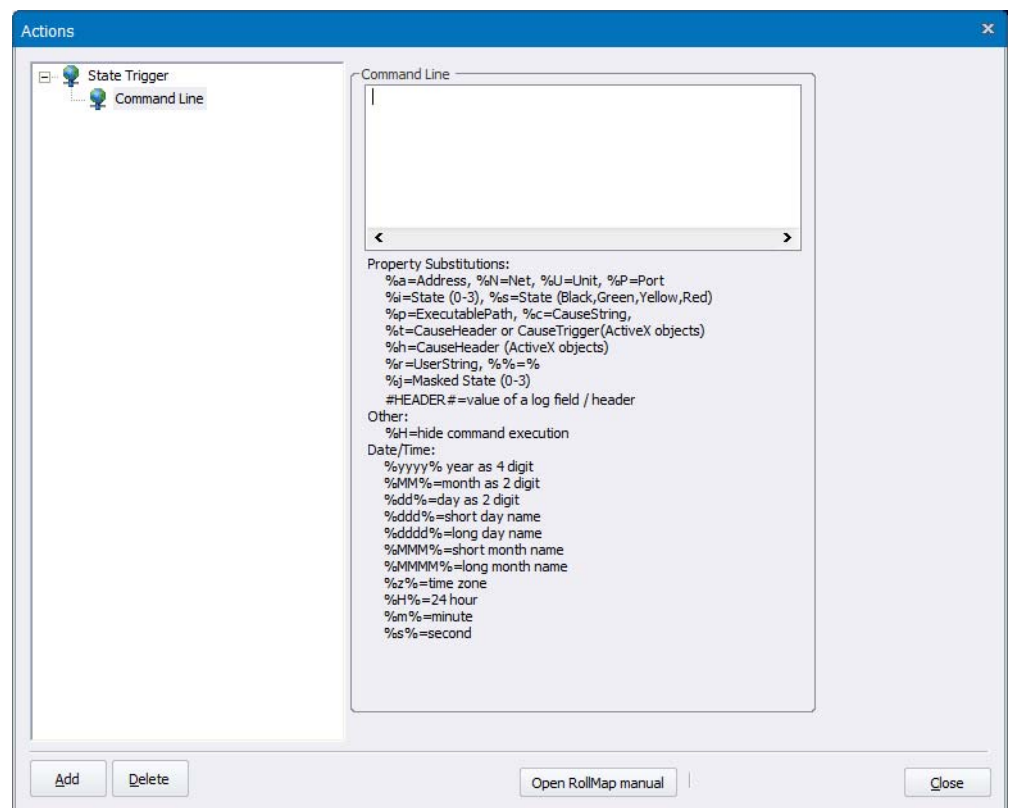 Actions
State Trigger
Command Line
Command Line
Property Substitutions:
%a=Address, %N=Net, %U=Unit, %P=Port
%i=State (0-3), %s=State (Black,Green,Yellow,Red)
%p=ExecutablePath, %c=CauseString,
%t=CauseHeader or CauseTrigger(ActiveX objects)
%h=CauseHeader (ActiveX objects)
%r=UserString, %%=%
%j=Masked State (0-3)
#HEADER#=value of a log field / header
Other:
%H=hide command execution
Date/Time:
%yyyy% year as 4 digit
%MM%=month as 2 digit
%dd%=day as 2 digit
%ddd%=short day name
%dddd%=long day name
%MMM%=short month name
%MMMM%=long month name
%z%=time zone
%H%=24 hour
%m%=minute
%s%=second
Add
Delete
Open RollMap manual
Close